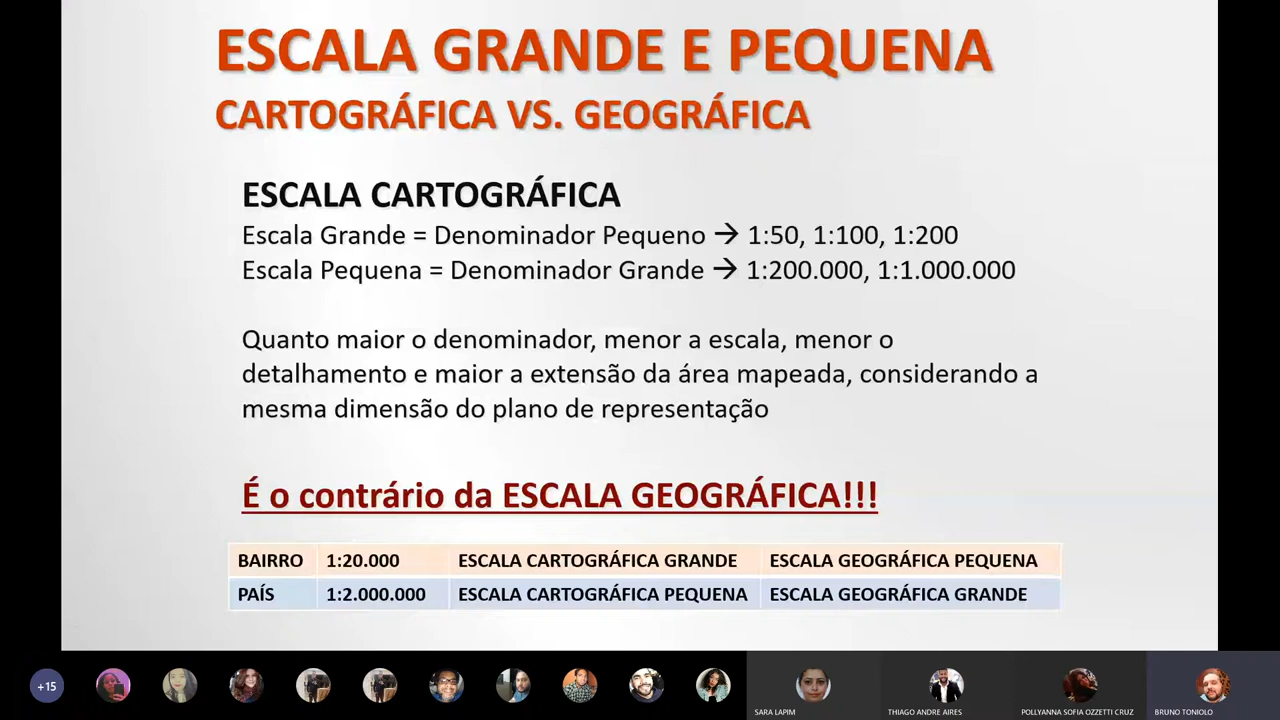 ESCALA GRANDE E PEQUENA
CARTOGRÁFICA VS. GEOGRÁFICA
ESCALA CARTOGRÁFICA
Escala Grande = Denominador Pequeno → 1:50, 1:100, 1:200
Escala Pequena = Denominador Grande → 1:200.000, 1:1.000.000
Quanto maior o denominador, menor a escala, menor o
detalhamento e maior a extensão da área mapeada, considerando a
mesma dimensão do plano de representação
É o contrário da ESCALA GEOGRÁFICA!!!
BAIRRO 1:20.000 ESCALA CARTOGRÁFICA GRANDE ESCALA GEOGRÁFICA PEQUENA
PAÍS 1:2.000.000 ESCALA CARTOGRÁFICA PEQUENA ESCALA GEOGRÁFICA GRANDE
+15
SARA LAPIM THIAGO ANDRE AIRES POLLYANNA SOFIA OZZETTI CRUZ BRUNO TONIOLO